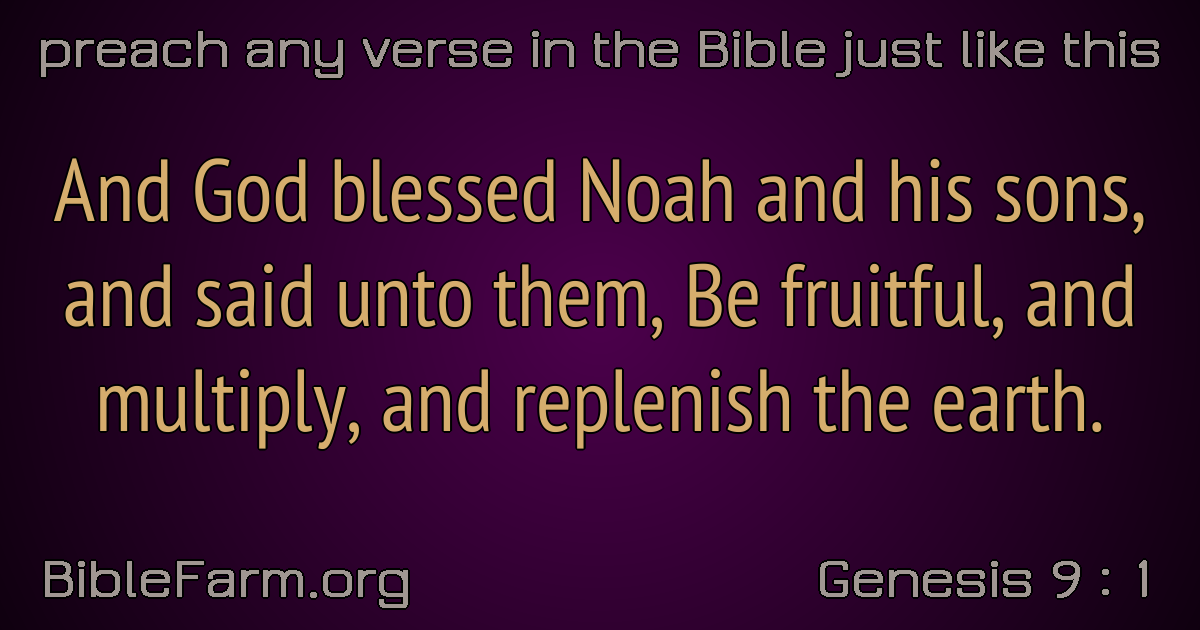 preach any verse in the Bible just like this
And God blessed Noah and his sons,
and said unto them, Be fruitful, and
multiply, and replenish the earth.
BibleFarm.org
Genesis 9 : 1